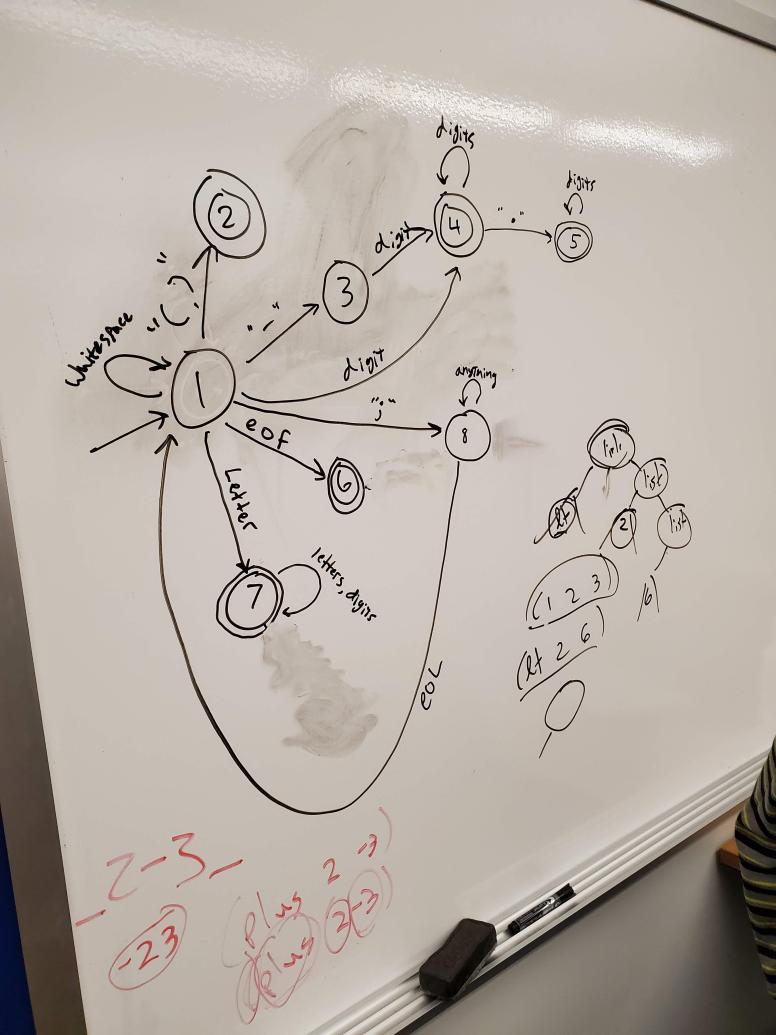 digits
digits
2
4
"."
5
digit
"(",")"
3
"-"
Whitespace
1
digit
anything
";"
8
eof
6
Letter
list
list
lt
2
list
7
letters, digits
(1 2 3)
6
(lt 2 6)
eol
-2-3-
(plus 2 -3)
-23
(plus 2 -3)